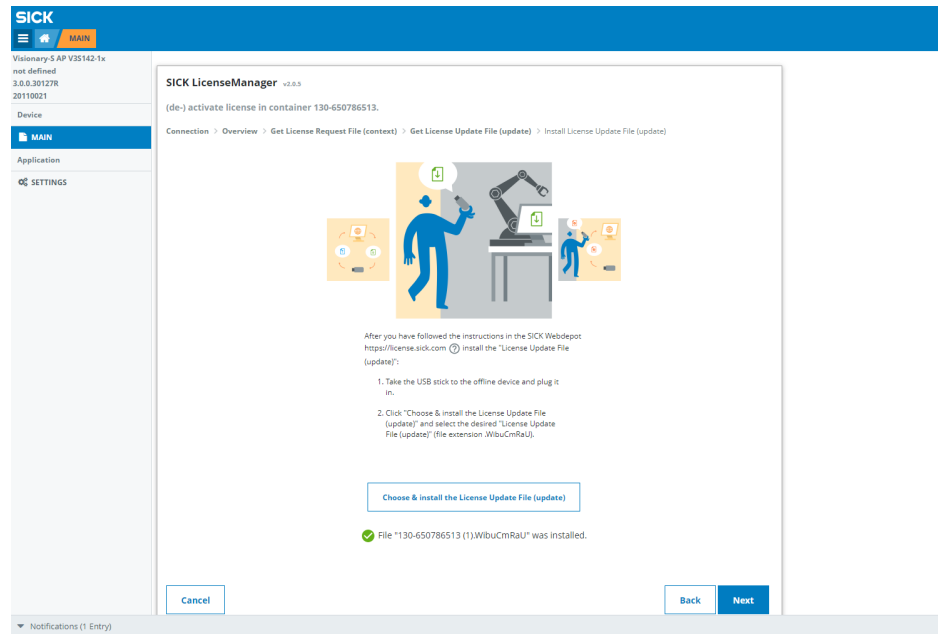 SICK
MAIN
Visionary-S AP V3S142-1x
not defined
3.0.0.30127R
20110021
Device
MAIN
Application
SETTINGS
SICK LicenseManager v2.0.5
(de-) activate license in container 130-650786513.
Connection > Overview > Get License Request File (context) > Get License Update File (update) > Install License Update File (update)
After you have followed the instructions in the SICK Webdepot
https://license.sick.com ? install the "License Update File
(update)":
1. Take the USB stick to the offline device and plug it
in.
2. Click "Choose & install the License Update File
(update)" and select the desired "License Update
File (update)" (file extension .WibuCmRaU).
Choose & install the License Update File (update)
File "130-650786513 (1).WibuCmRaU" was installed.
Cancel
Back
Next
Notifications (1 Entry)